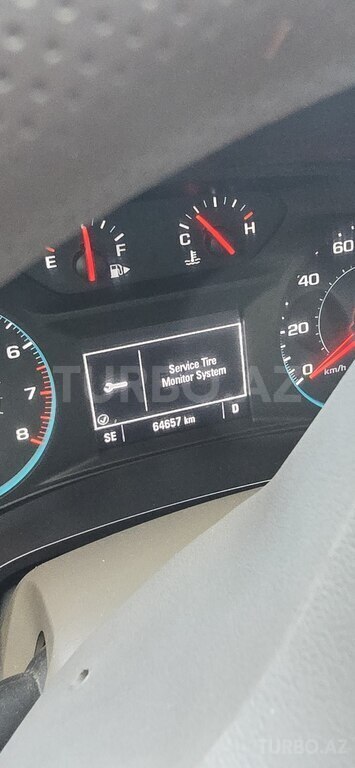 E F
C H
6
7
8
60
40
20
0
km/h
Service Tire
Monitor System
TURBO.AZ
SE 64657 km D
TURBO.AZ